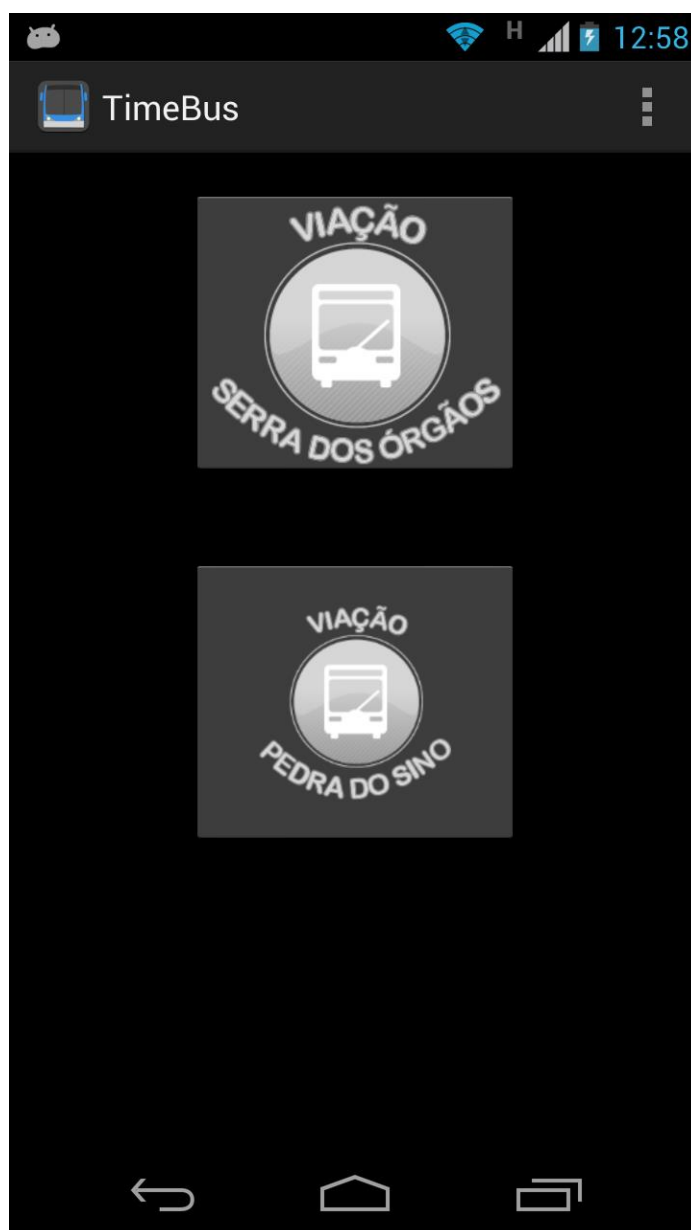 H 12:58
TimeBus
VIAÇÃO
SERRA DOS ÓRGÃOS
VIAÇÃO
PEDRA DO SINO